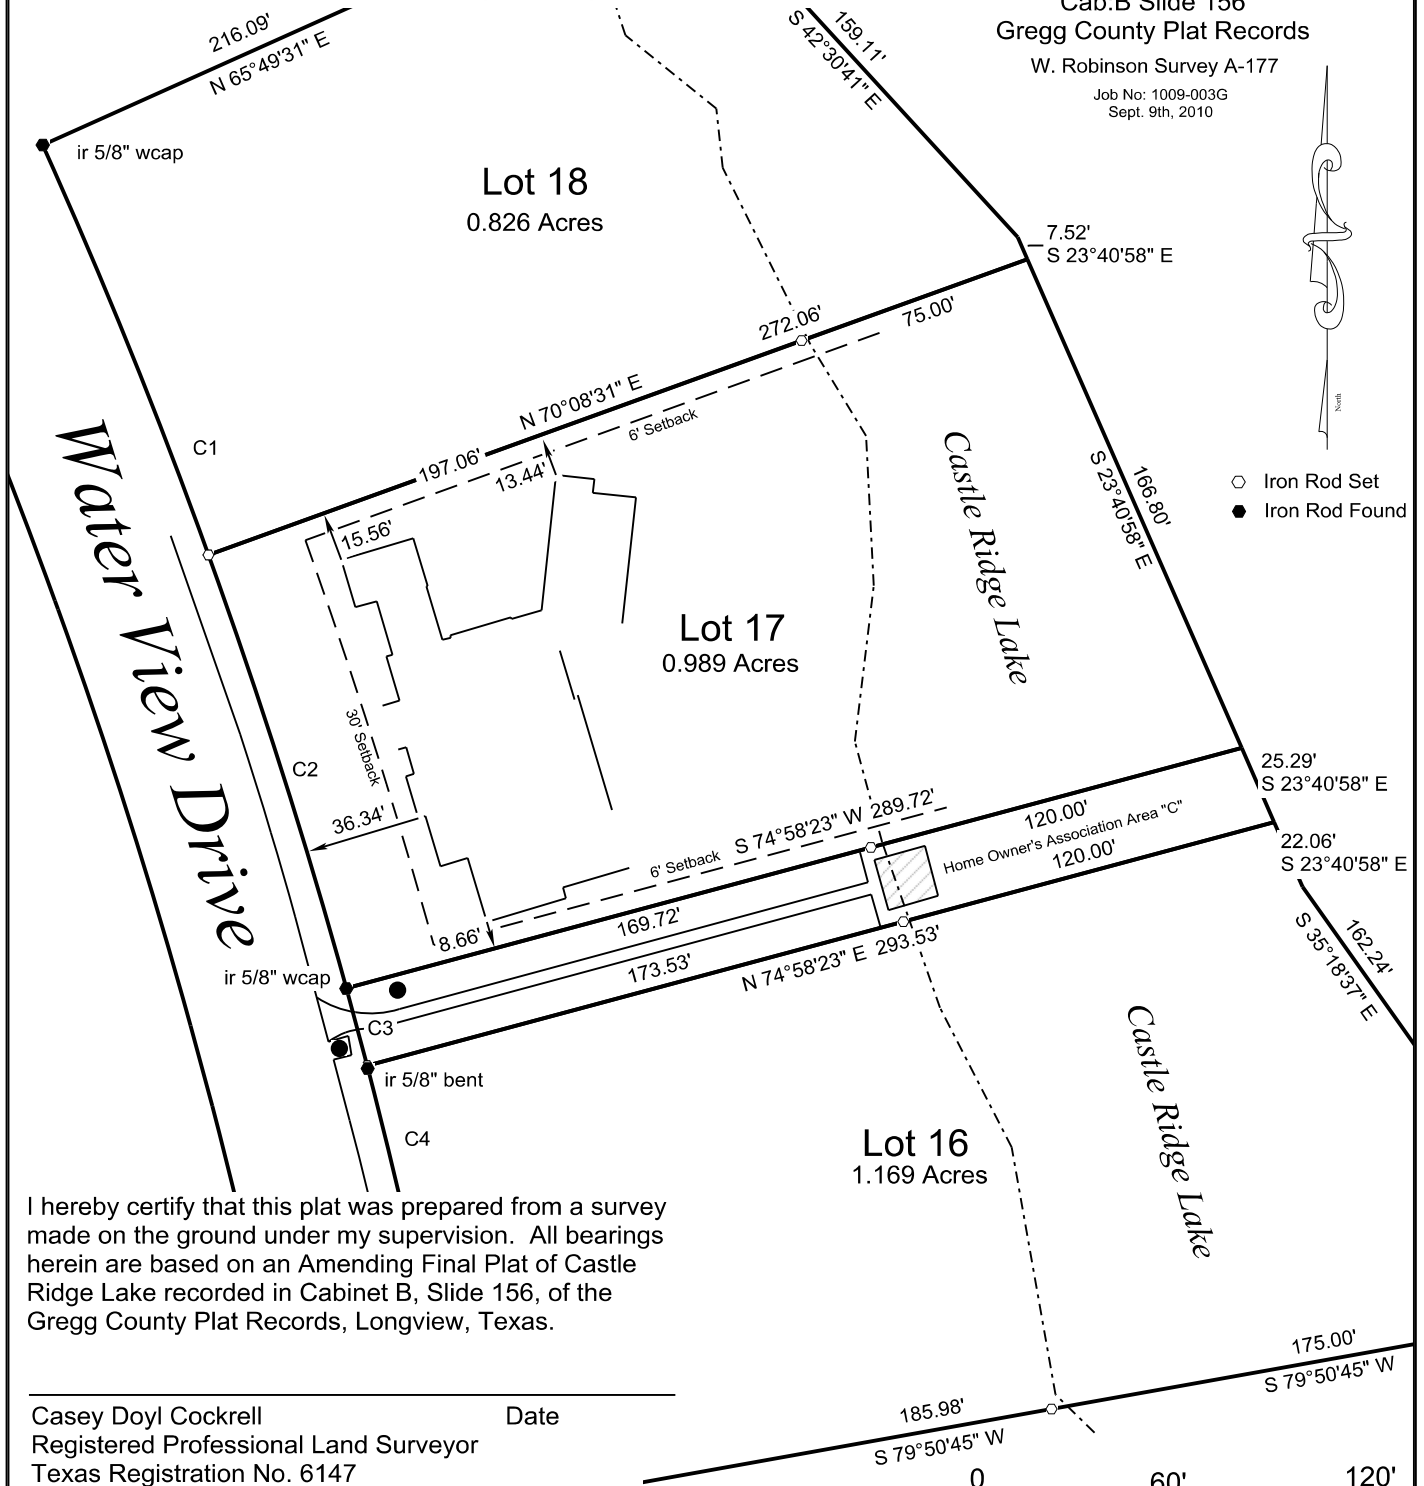 Cab.B Slide 156
Gregg County Plat Records
W. Robinson Survey A-177
Job No: 1009-003G
Sept. 9th, 2010
216.09'
N 65°49'31" E
159.11'
S 42°30'41" E
ir 5/8" wcap
Lot 18
0.826 Acres
7.52'
S 23°40'58" E
272.06'
75.00'
North
N 70°08'31" E
6' Setback
197.06'
13.44'
C1
Water View Drive
15.56'
Castle Ridge Lake
166.80'
S 23°40'58" E
Iron Rod Set
Iron Rod Found
Lot 17
0.989 Acres
30' Setback
C2
36.34'
25.29'
S 23°40'58" E
S 74°58'23" W 289.72'
120.00'
Home Owner's Association Area "C"
120.00'
22.06'
S 23°40'58" E
6' Setback
169.72'
8.66'
173.53'
N 74°58'23" E 293.53'
162.24'
S 35°18'37" E
ir 5/8" wcap
C3
ir 5/8" bent
C4
Castle Ridge Lake
Lot 16
1.169 Acres
I hereby certify that this plat was prepared from a survey
made on the ground under my supervision.  All bearings
herein are based on an Amending Final Plat of Castle
Ridge Lake recorded in Cabinet B, Slide 156, of the
Gregg County Plat Records, Longview, Texas.
175.00'
S 79°50'45" W
185.98'
S 79°50'45" W
Casey Doyl Cockrell Date
Registered Professional Land Surveyor
Texas Registration No. 6147
0 60' 120'